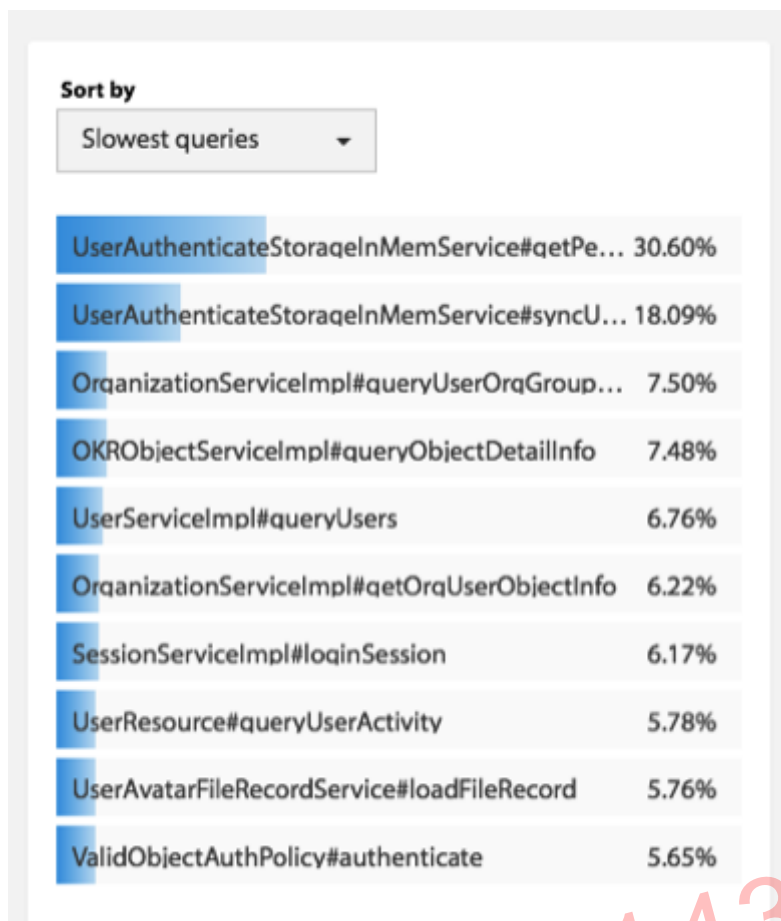 Sort by
Slowest queries
UserAuthenticateStorageInMemService#getPe... 30.60%
UserAuthenticateStorageInMemService#syncU... 18.09%
OrganizationServiceImpl#queryUserOrgGroup... 7.50%
OKRObjectServiceImpl#queryObjectDetailInfo 7.48%
UserServiceImpl#queryUsers 6.76%
OrganizationServiceImpl#getOrgUserObjectInfo 6.22%
SessionServiceImpl#loginSession 6.17%
UserResource#queryUserActivity 5.78%
UserAvatarFileRecordService#loadFileRecord 5.76%
ValidObjectAuthPolicy#authenticate 5.65%